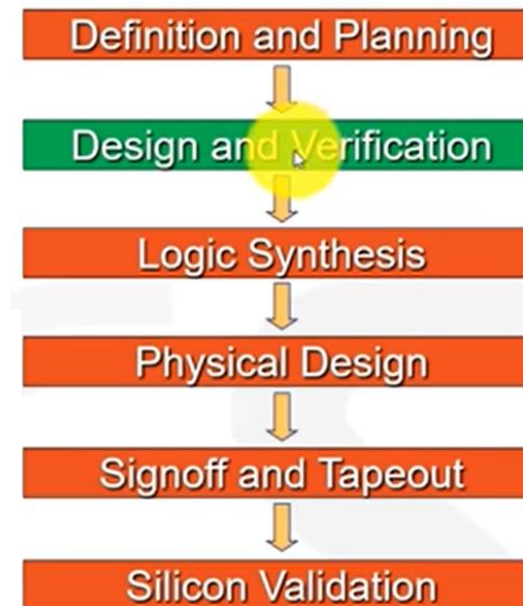 Definition and Planning
Design and Verification
Logic Synthesis
Physical Design
Signoff and Tapeout
Silicon Validation